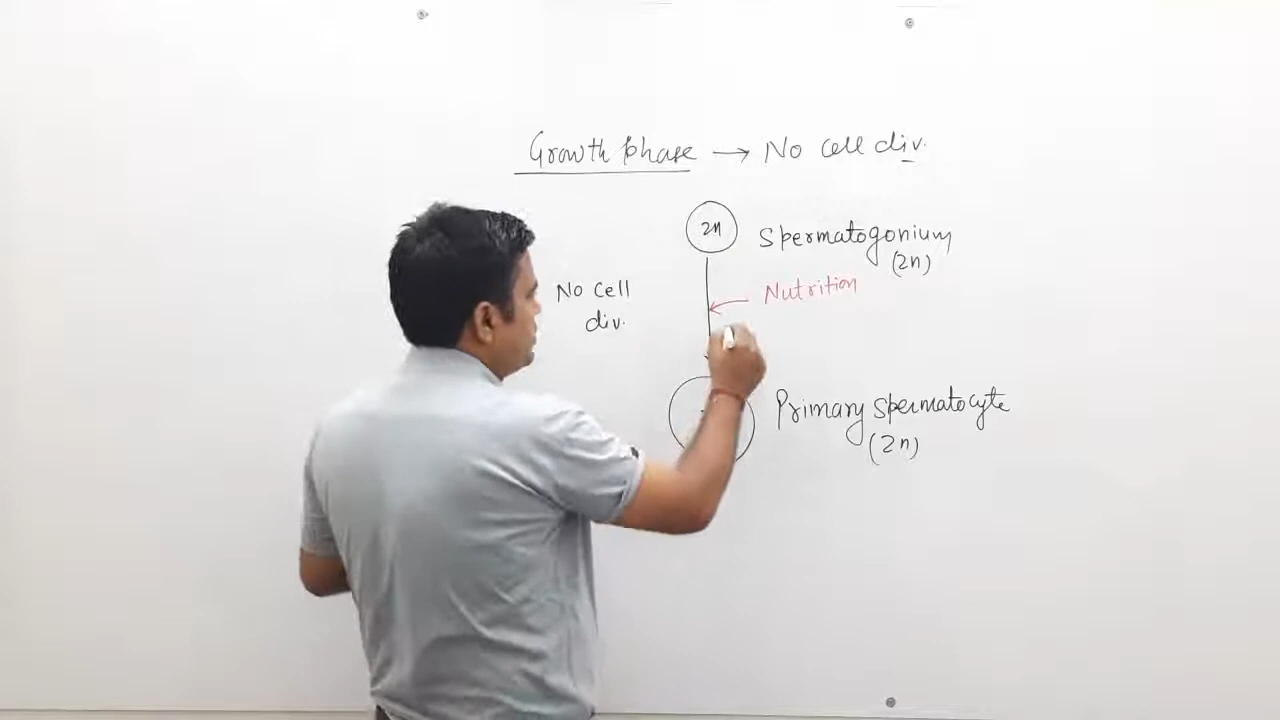 Growth phase → No cell div.
2n
Spermatogonium
(2n)
No cell
div.
Nutrition
Primary spermatocyte
(2n)